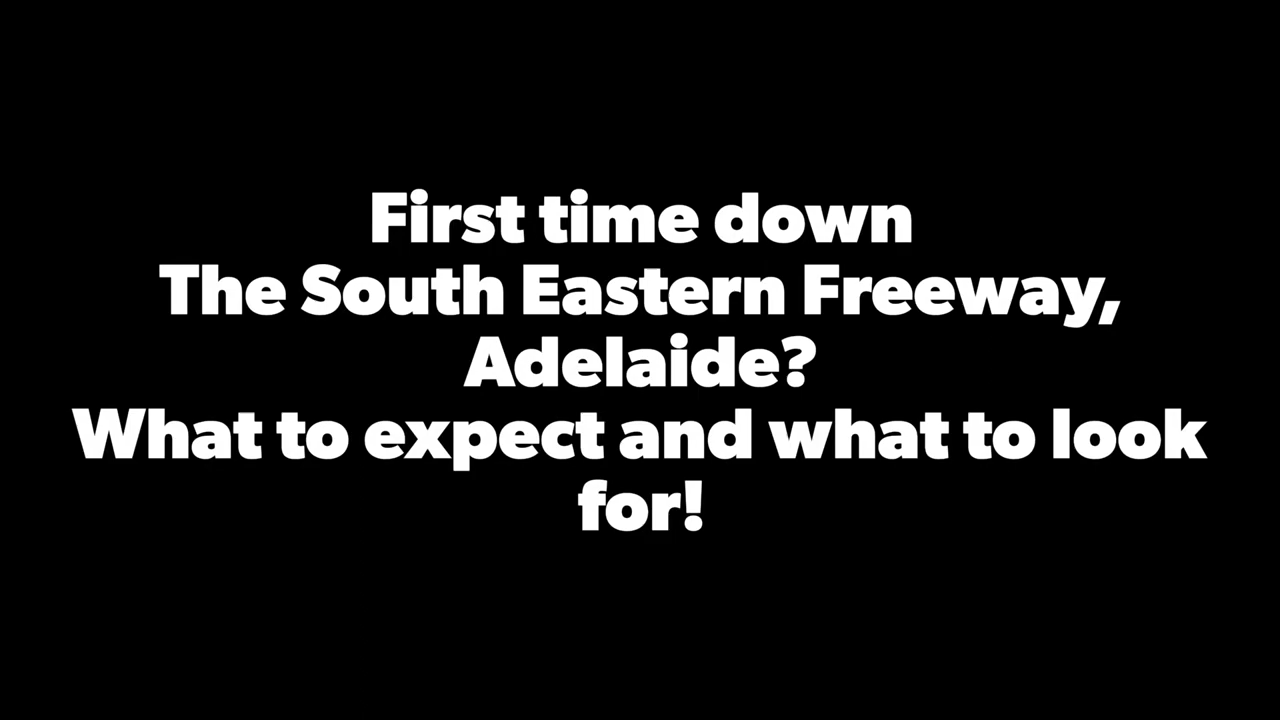 First time down
The South Eastern Freeway,
Adelaide?
What to expect and what to look
for!